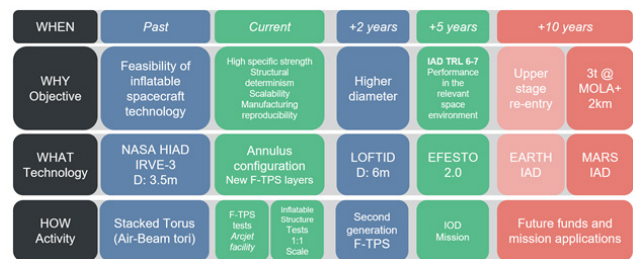 WHEN
Past
Current
+2 years
+5 years
+10 years
WHY
Objective
Feasibility of
inflatable
spacecraft
technology
High specific strength
Structural
determinism
Scalability
Manufacturing
reproducibility
Higher
diameter
IAD TRL 6-7
Performance
in the
relevant
space
environment
Upper
stage
re-entry
3t @
MOLA+
2km
WHAT
Technology
NASA HIAD
IRVE-3
D: 3.5m
Annulus
configuration
New F-TPS layers
LOFTID
D: 6m
EFESTO
2.0
EARTH
IAD
MARS
IAD
HOW
Activity
Stacked Torus
(Air-Beam tori)
F-TPS
tests
Arcjet
facility
Inflatable
Structure
Tests
1:1
Scale
Second
generation
F-TPS
IOD
Mission
Future funds and
mission applications